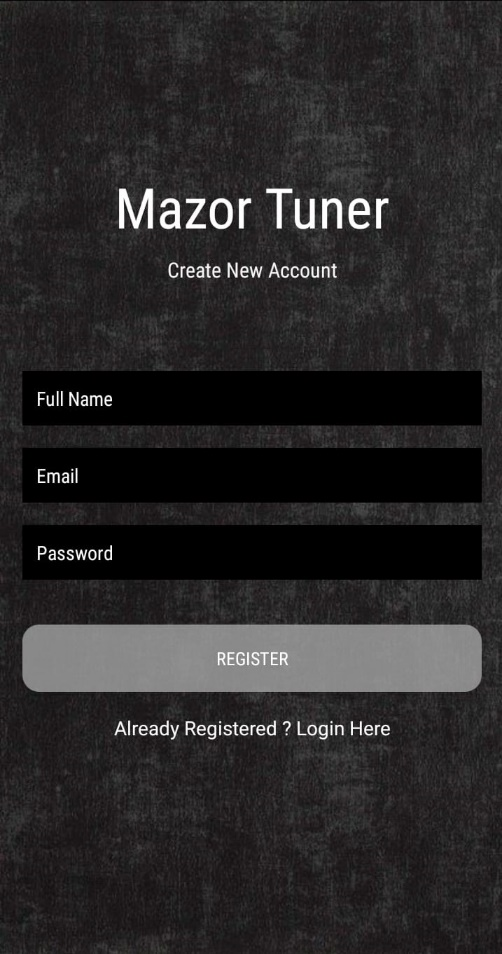 Mazor Tuner
Create New Account
Full Name
Email
Password
REGISTER
Already Registered ? Login Here